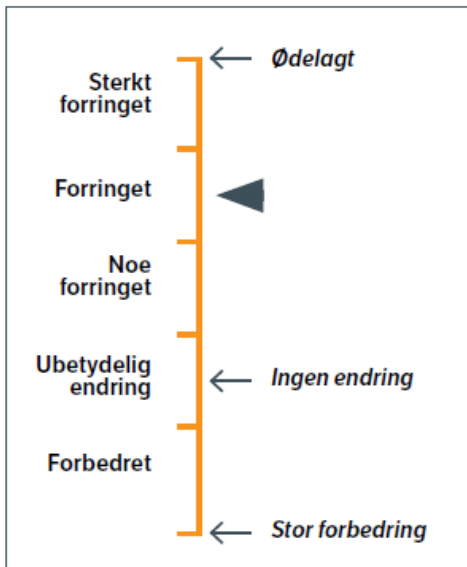 Ødelagt
Sterkt
forringet
Forringet
Noe
forringet
Ubetydelig
endring
Ingen endring
Forbedret
Stor forbedring